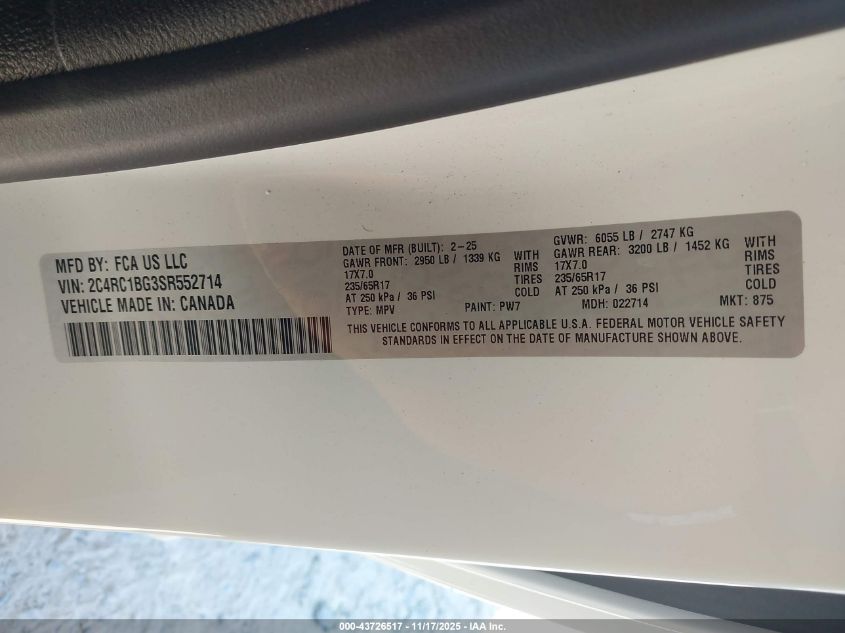 MFD BY: FCA US LLC
VIN: 2C4RC1BG3SR552714
VEHICLE MADE IN: CANADA
DATE OF MFR (BUILT): 2-25
GAWR FRONT: 2950 LB / 1339 KG WITH
17X7.0 RIMS
235/65R17 TIRES
AT 250 kPa / 36 PSI COLD
TYPE: MPV PAINT: PW7
GVWR: 6055 LB / 2747 KG
GAWR REAR: 3200 LB / 1452 KG WITH
17X7.0 RIMS
235/65R17 TIRES
AT 250 kPa / 36 PSI COLD
MDH: 022714 MKT: 875
THIS VEHICLE CONFORMS TO ALL APPLICABLE U.S.A. FEDERAL MOTOR VEHICLE SAFETY
STANDARDS IN EFFECT ON THE DATE OF MANUFACTURE SHOWN ABOVE.
000-43726517 - 11/17/2025 - IAA Inc.